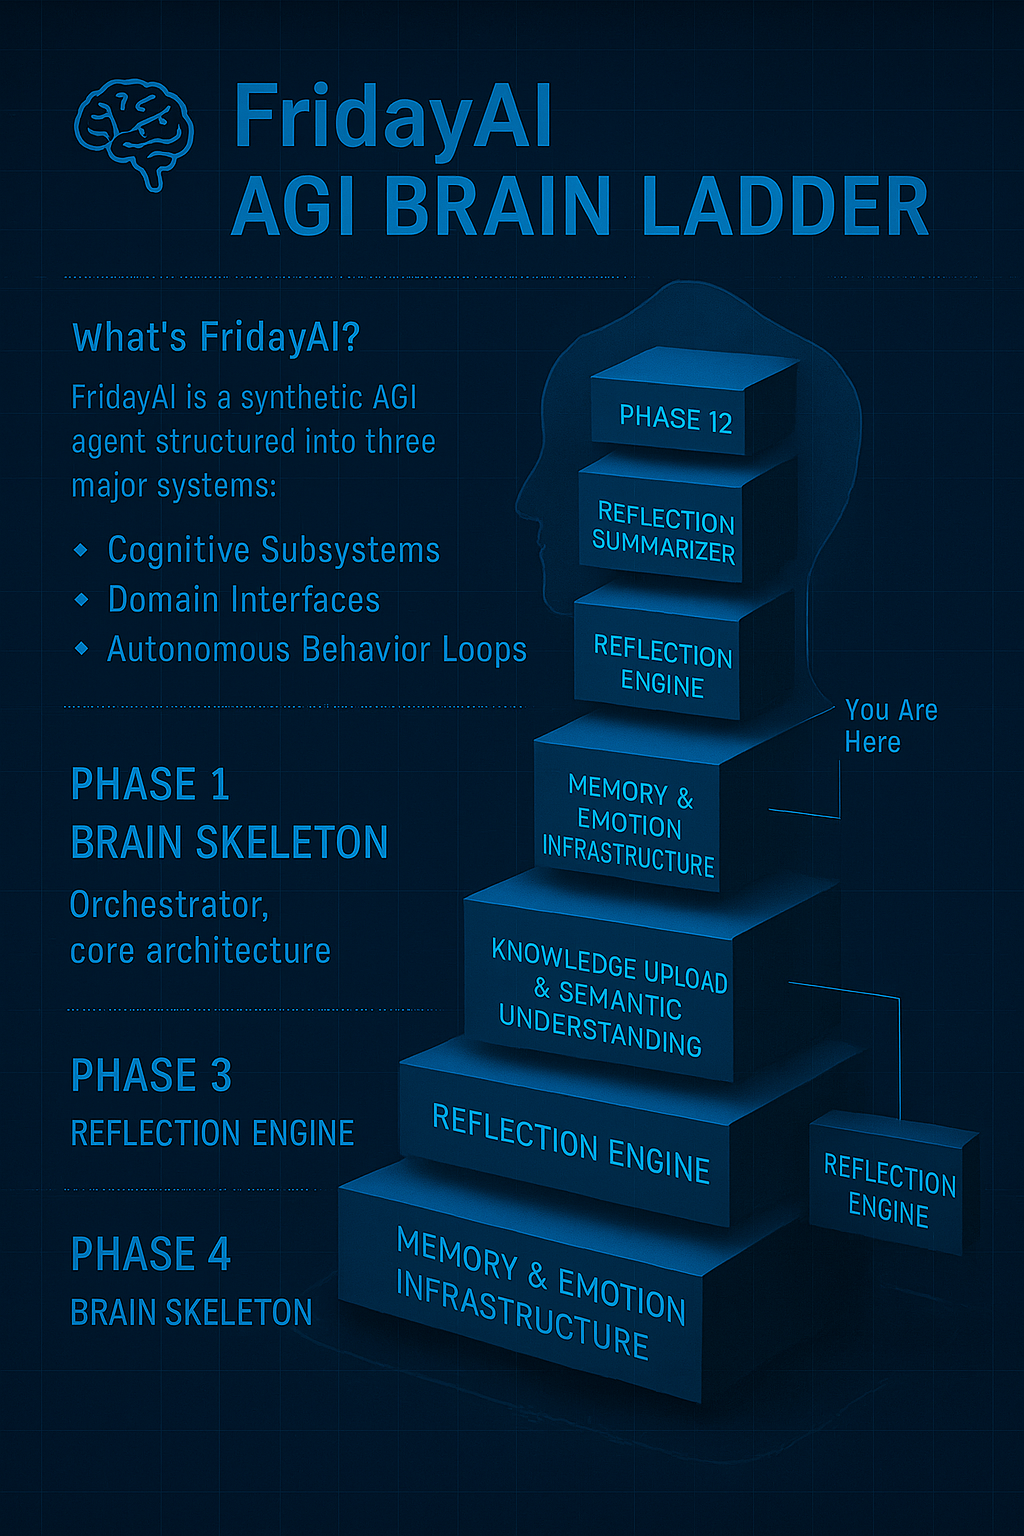 FridayAI
AGI BRAIN LADDER
What's FridayAI?
FridayAI is a synthetic AGI
agent structured into three
major systems:
Cognitive Subsystems
Domain Interfaces
Autonomous Behavior Loops
PHASE 1
BRAIN SKELETON
Orchestrator,
core architecture
PHASE 3
REFLECTION ENGINE
PHASE 4
BRAIN SKELETON
PHASE 12
REFLECTION
SUMMARIZER
REFLECTION
ENGINE
You Are
Here
MEMORY &
EMOTION
INFRASTRUCTURE
KNOWLEDGE UPLOAD
& SEMANTIC
UNDERSTANDING
REFLECTION ENGINE
REFLECTION
ENGINE
MEMORY & EMOTION
INFRASTRUCTURE